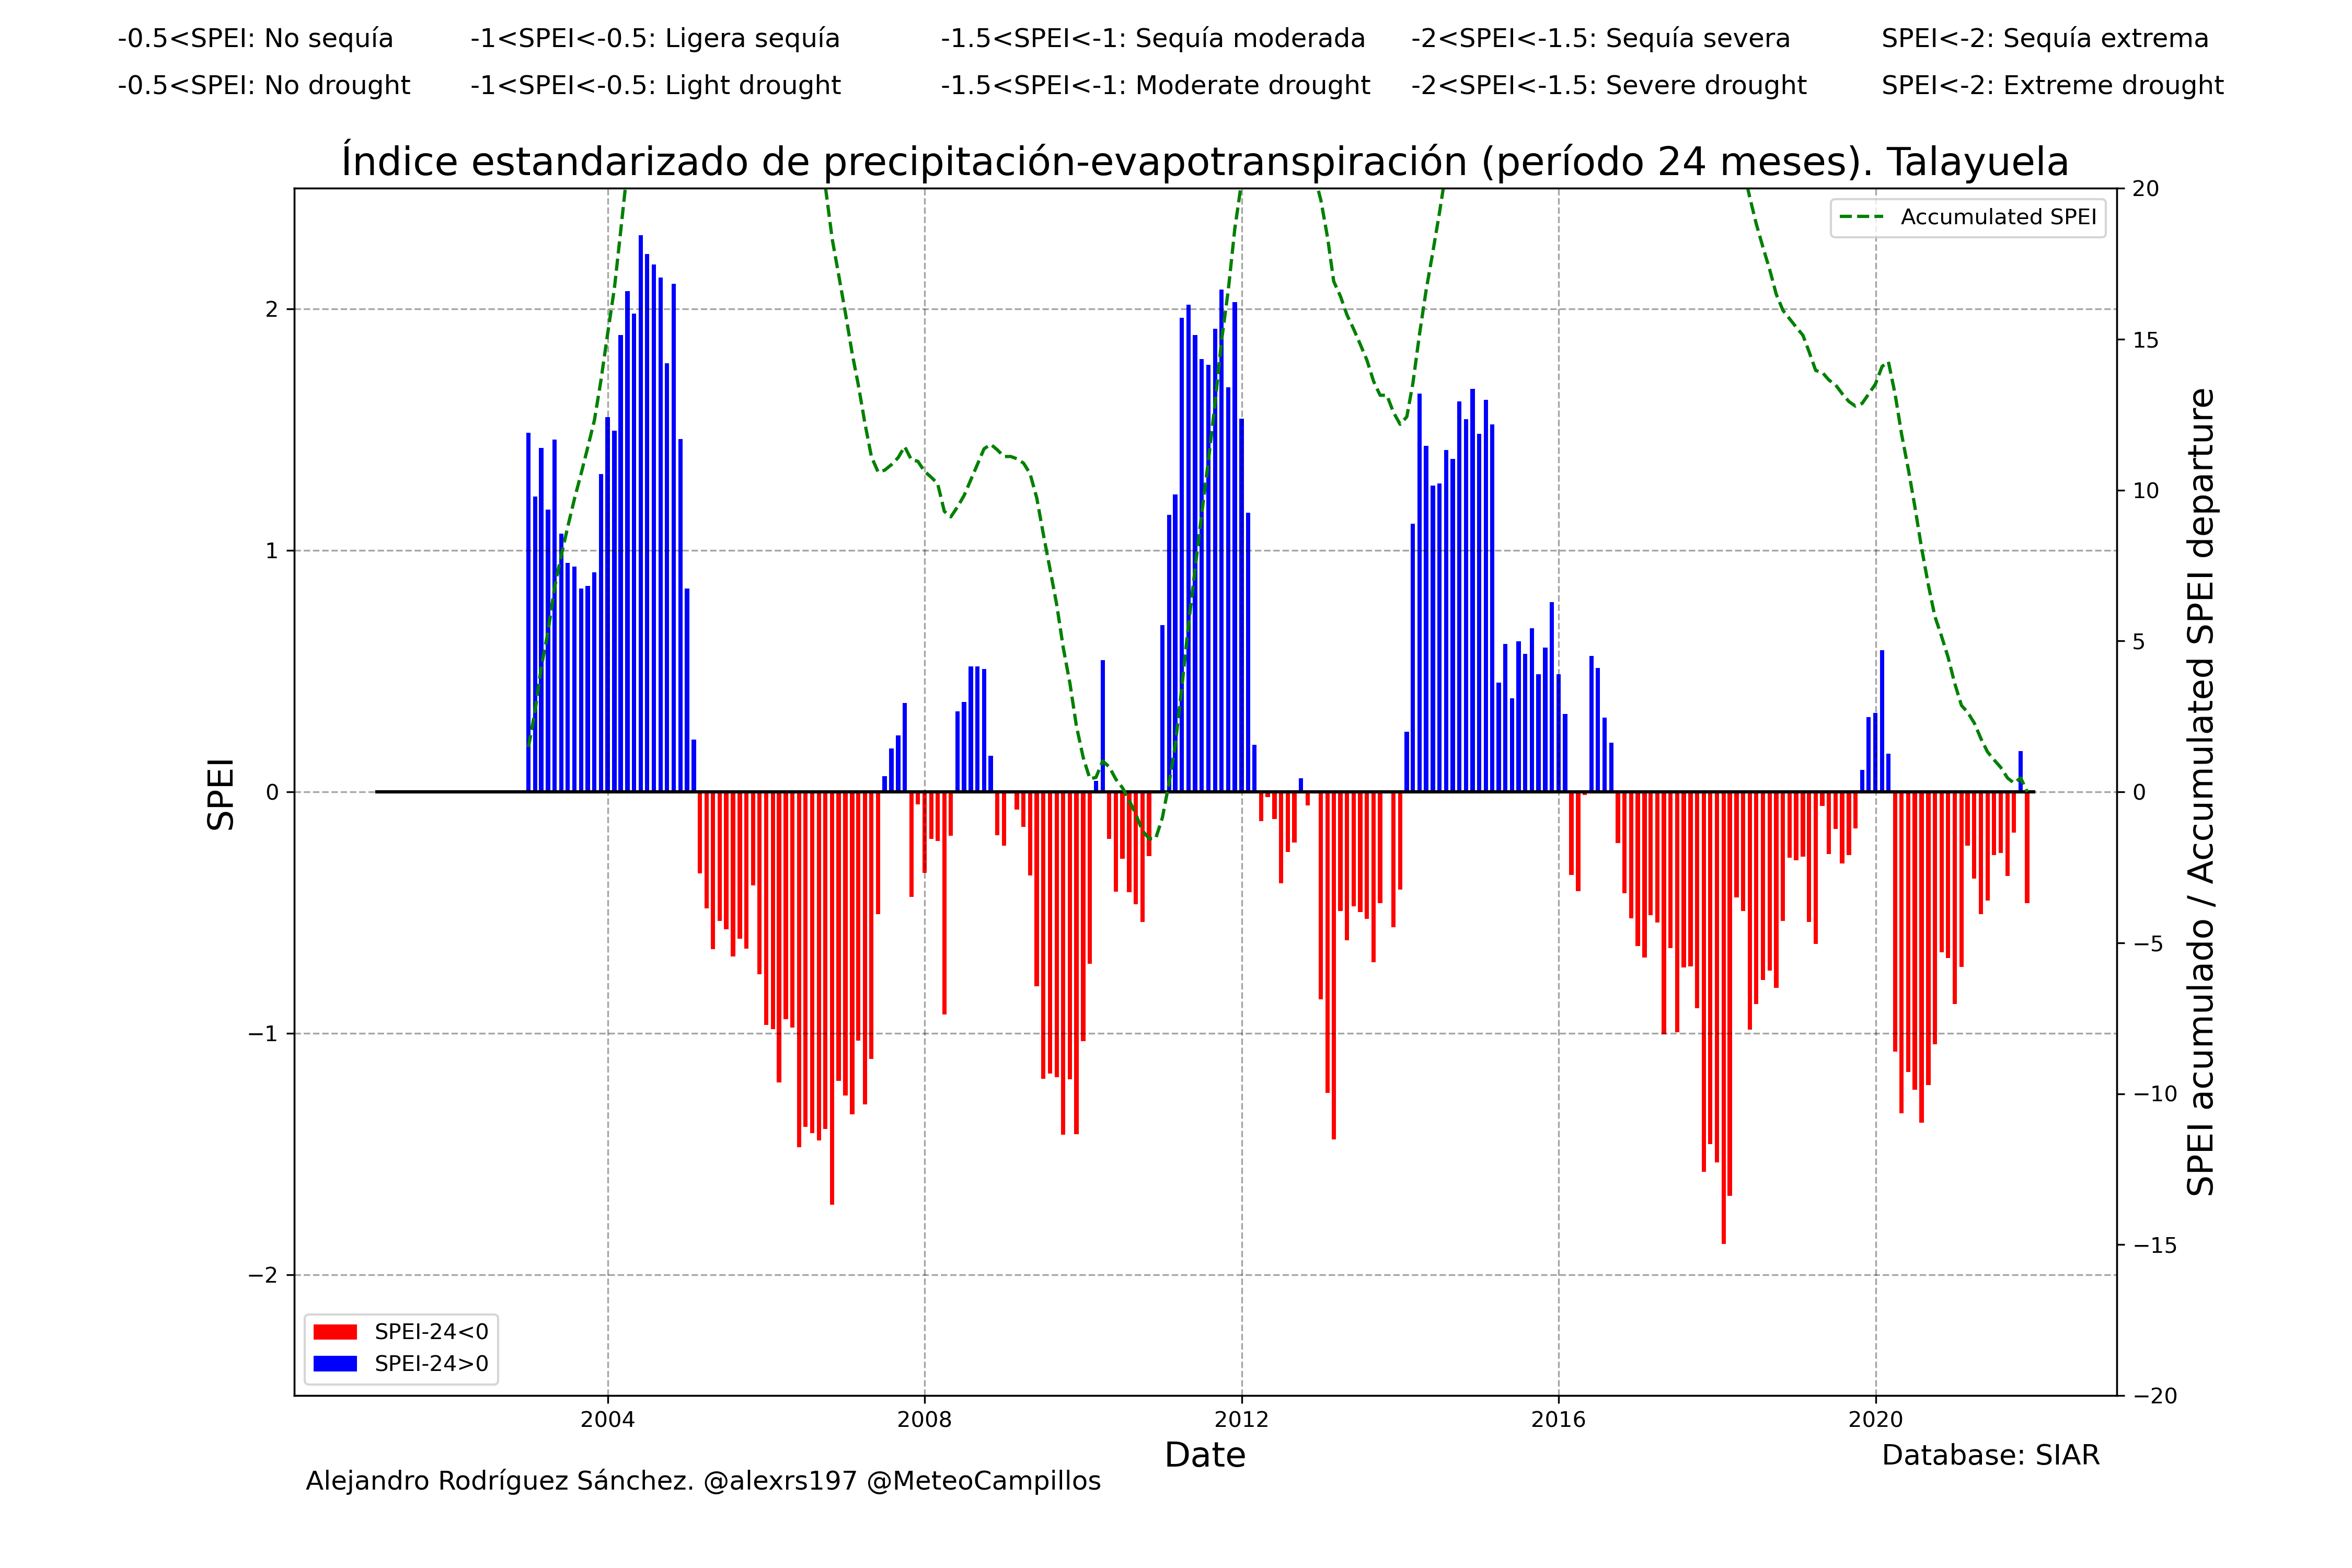 -0.5<SPEI: No sequía
-1<SPEI<-0.5: Ligera sequía
-1.5<SPEI<-1: Sequía moderada
-2<SPEI<-1.5: Sequía severa
SPEI<-2: Sequía extrema
-0.5<SPEI: No drought
-1<SPEI<-0.5: Light drought
-1.5<SPEI<-1: Moderate drought
-2<SPEI<-1.5: Severe drought
SPEI<-2: Extreme drought
Índice estandarizado de precipitación-evapotranspiración (período 24 meses). Talayuela
Accumulated SPEI
SPEI
2
1
0
−1
−2
20
15
10
5
0
−5
−10
−15
−20
SPEI acumulado / Accumulated SPEI departure
SPEI-24<0
SPEI-24>0
2004
2008
2012
2016
2020
Date
Database: SIAR
Alejandro Rodríguez Sánchez. @alexrs197 @MeteoCampillos